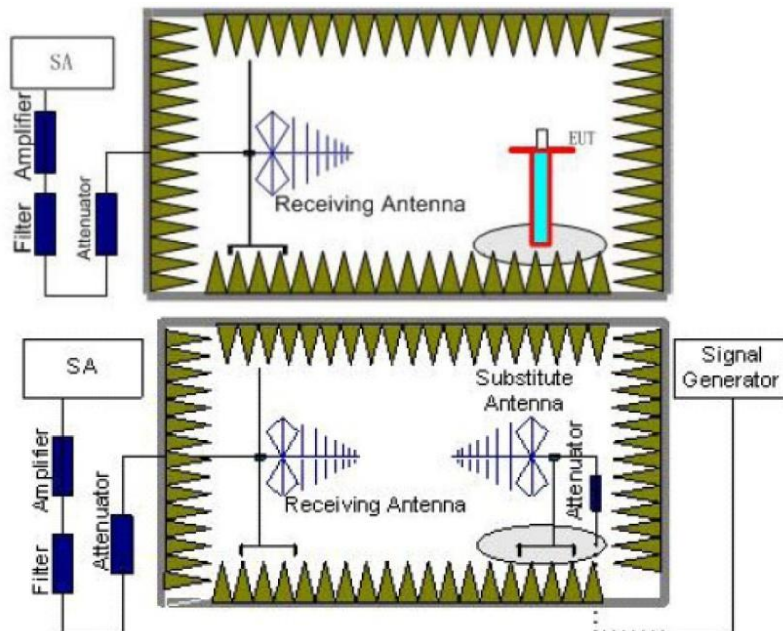 SA
Amplifier
Filter
Attenuator
Receiving Antenna
EUT
SA
Amplifier
Filter
Attenuator
Receiving Antenna
Substitute
Antenna
Attenuator
Signal
Generator